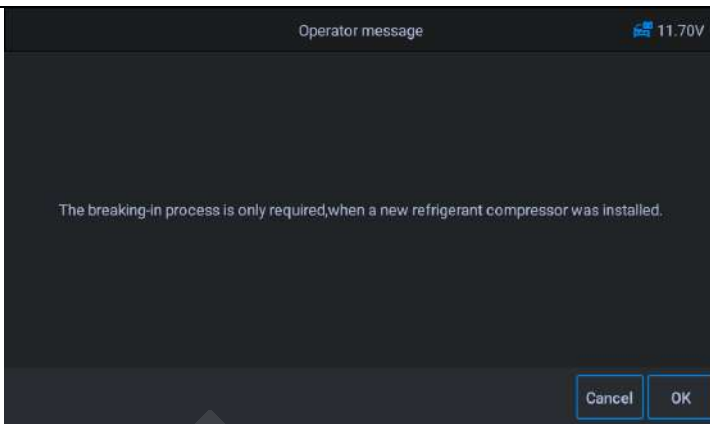 Operator message 11.70V
The breaking-in process is only required,when a new refrigerant compressor was installed.
Cancel OK